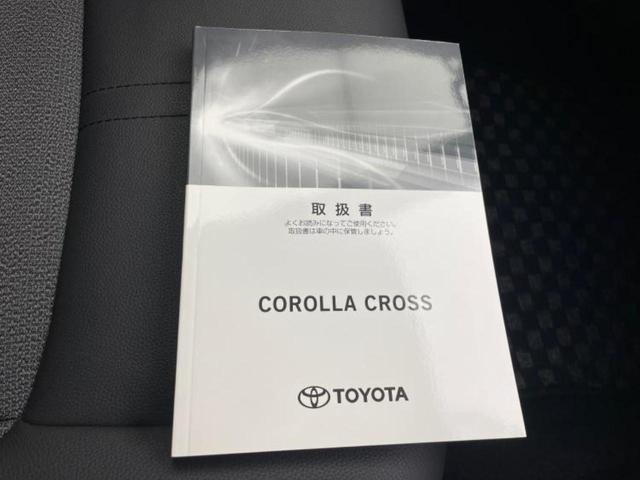 取扱書
よくお読みになってご使用ください。
取扱書は車の中に保管しましょう。
COROLLA CROSS
TOYOTA